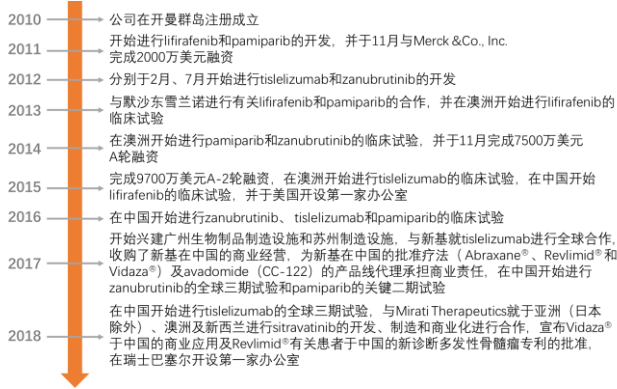 2010 公司在开曼群岛注册成立
2011 开始进行lifirafenib和pamiparib的开发，并于11月与Merck &Co., Inc.
完成2000万美元融资
2012 分别于2月、7月开始进行tislelizumab和zanubrutinib的开发
2013 与默沙东雪兰诺进行有关lifirafenib和pamiparib的合作，并在澳洲开始进行lifirafenib的
临床试验
2014 在澳洲开始进行pamiparib和zanubrutinib的临床试验，并于11月完成7500万美元
A轮融资
2015 完成9700万美元A-2轮融资，在澳洲开始进行tislelizumab的临床试验，在中国开始
lifirafenib的临床试验，并于美国开设第一家办公室
2016 在中国开始进行zanubrutinib、tislelizumab和pamiparib的临床试验
2017 开始兴建广州生物制品制造设施和苏州制造设施，与新基就tislelizumab进行全球合作，
收购了新基在中国的商业经营，为新基在中国的批准疗法（Abraxane®、Revlimid®和
Vidaza®）及avadomide（CC-122）的产品线代理承担商业责任，在中国开始进行
zanubrutinib的全球三期试验和pamiparib的关键二期试验
2018 在中国开始进行tislelizumab的全球三期试验，与Mirati Therapeutics就于亚洲（日本
除外）、澳洲及新西兰进行sitravatinib的开发、制造和商业化进行合作，宣布Vidaza®
于中国的商业应用及Revlimid®有关患者于中国的新诊断多发性骨髓瘤专利的批准，
在瑞士巴塞尔开设第一家办公室